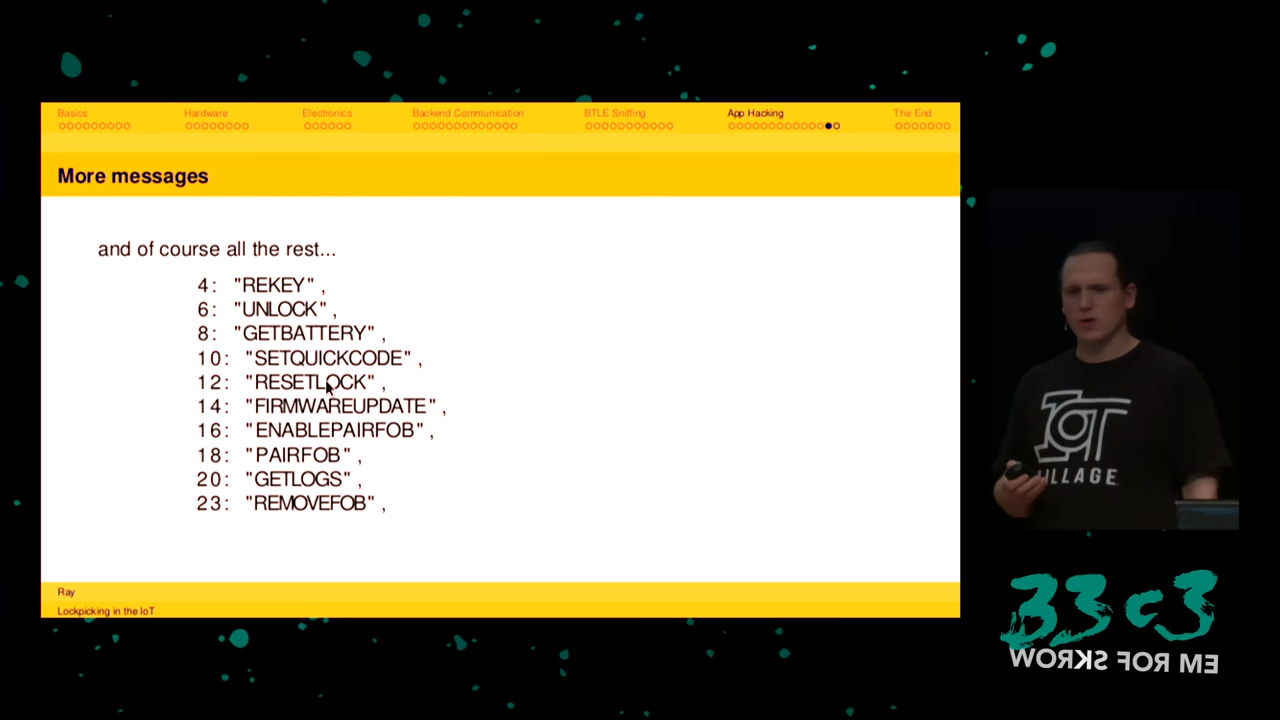 Basics Hardware Electronics Backend Communication BTLE Sniffing App Hacking The End
More messages
and of course all the rest...
4: "REKEY",
6: "UNLOCK",
8: "GETBATTERY",
10: "SETQUICKCODE",
12: "RESETLOCK",
14: "FIRMWAREUPDATE",
16: "ENABLEPAIRFOB",
18: "PAIRFOB",
20: "GETLOGS",
23: "REMOVEFOB",
Ray
Lockpicking in the IoT
IOT
VILLAGE
33c3
WORKS FOR ME